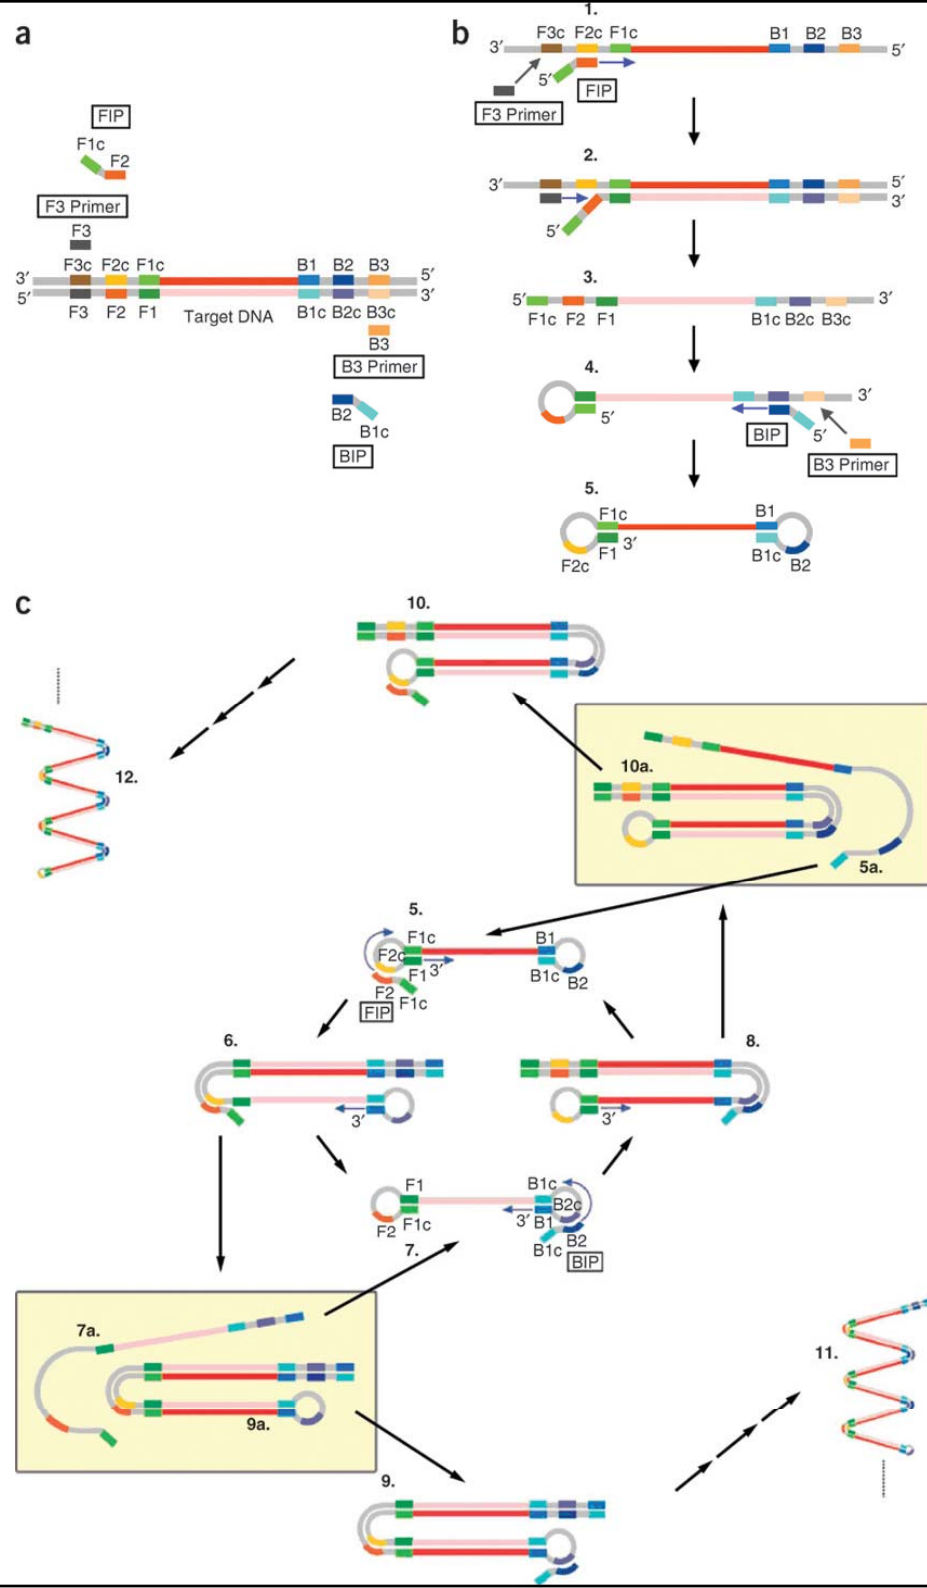 a
FIP
F1c
F2
F3 Primer
F3
F3c F2c F1c B1 B2 B3
3′ 5′
5′ 3′
F3 F2 F1 Target DNA B1c B2c B3c
B3
B3 Primer
B2
B1c
BIP
b
1.
F3c F2c F1c B1 B2 B3
3′ 5′
5′
FIP
F3 Primer
2.
3′ 5′
3′
5′
3.
5′ 3′
F1c F2 F1 B1c B2c B3c
4.
3′
5′
BIP 5′
B3 Primer
5.
F1c B1
F1 3′ B1c
F2c B2
c
10.
10a.
5a.
12.
5.
F1c B1
F2c
F1 3′ B1c B2
F2 F1c
FIP
6.
8.
3′
3′
F1 B1c
B2c
F2 F1c 3′ B1 B2
B1c
7.
BIP
7a.
9a.
11.
9.